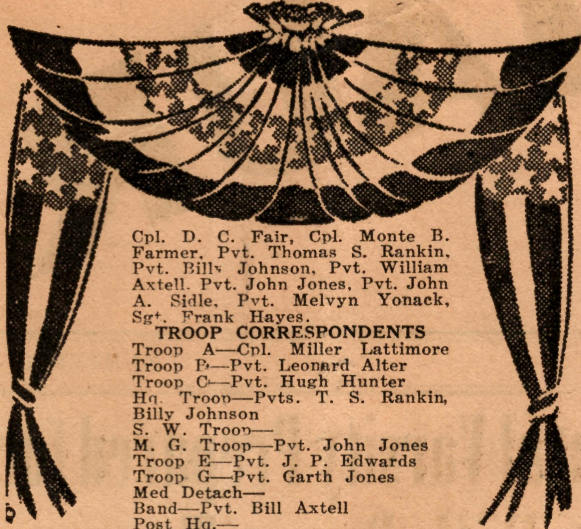 Cpl. D. C. Fair, Cpl. Monte B.
Farmer, Pvt. Thomas S. Rankin,
Pvt. Billy Johnson, Pvt. William
Axtell. Pvt. John Jones, Pvt. John
A. Sidle, Pvt. Melvyn Yonack,
Sgt. Frank Hayes.
TROOP CORRESPONDENTS
Troop A—Cpl. Miller Lattimore
Troop B—Pvt. Leonard Alter
Troop C—Pvt. Hugh Hunter
Hq. Troop—Pvts. T. S. Rankin,
Billy Johnson
S. W. Troop—
M. G. Troop—Pvt. John Jones
Troop E—Pvt. J. P. Edwards
Troop G—Pvt. Garth Jones
Med Detach—
Band—Pvt. Bill Axtell
Post Hq.—